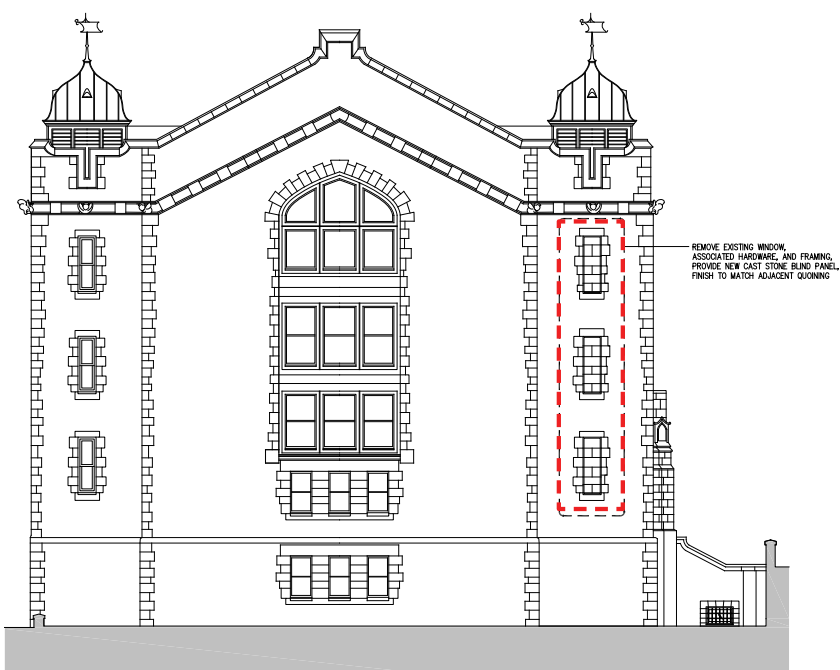 REMOVE EXISTING WINDOW,
ASSOCIATED HARDWARE, AND FRAMING,
PROVIDE NEW CAST STONE BLIND PANEL,
FINISH TO MATCH ADJACENT QUOINING